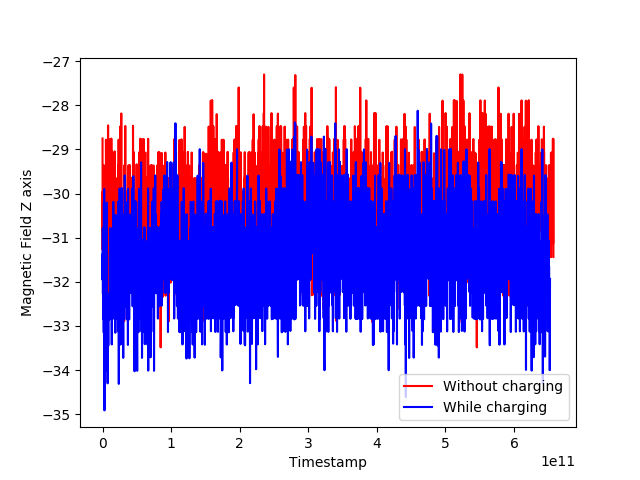 −27
−28
−29
−30
−31
−32
−33
−34
−35
Magnetic Field Z axis
0 1 2 3 4 5 6
1e11
Timestamp
Without charging
While charging